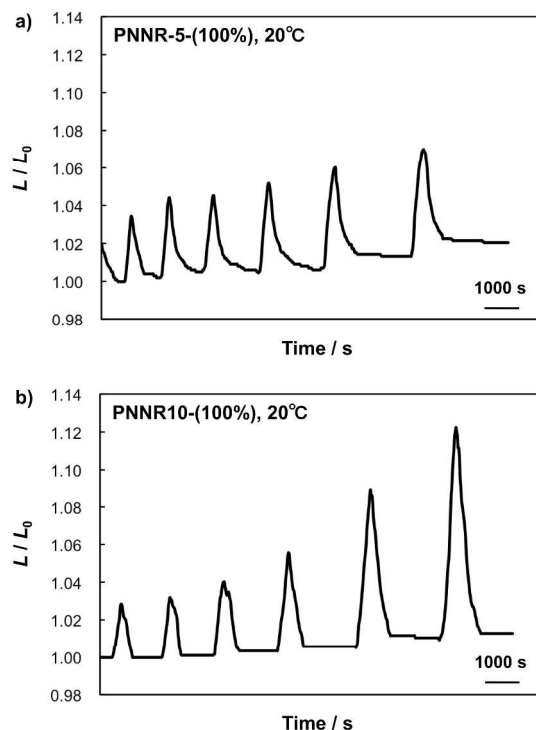 a)
PNNR-5-(100%), 20℃
1.14
1.12
1.10
1.08
1.06
1.04
1.02
1.00
0.98
L / L₀
1000 s
Time / s
b)
PNNR10-(100%), 20℃
1.14
1.12
1.10
1.08
1.06
1.04
1.02
1.00
0.98
L / L₀
1000 s
Time / s